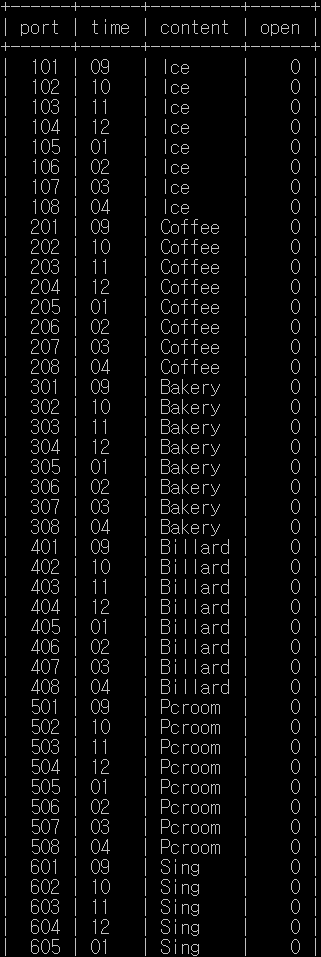 port time content open
101 09 Ice 0
102 10 Ice 0
103 11 Ice 0
104 12 Ice 0
105 01 Ice 0
106 02 Ice 0
107 03 Ice 0
108 04 Ice 0
201 09 Coffee 0
202 10 Coffee 0
203 11 Coffee 0
204 12 Coffee 0
205 01 Coffee 0
206 02 Coffee 0
207 03 Coffee 0
208 04 Coffee 0
301 09 Bakery 0
302 10 Bakery 0
303 11 Bakery 0
304 12 Bakery 0
305 01 Bakery 0
306 02 Bakery 0
307 03 Bakery 0
308 04 Bakery 0
401 09 Billard 0
402 10 Billard 0
403 11 Billard 0
404 12 Billard 0
405 01 Billard 0
406 02 Billard 0
407 03 Billard 0
408 04 Billard 0
501 09 Pcroom 0
502 10 Pcroom 0
503 11 Pcroom 0
504 12 Pcroom 0
505 01 Pcroom 0
506 02 Pcroom 0
507 03 Pcroom 0
508 04 Pcroom 0
601 09 Sing 0
602 10 Sing 0
603 11 Sing 0
604 12 Sing 0
605 01 Sing 0